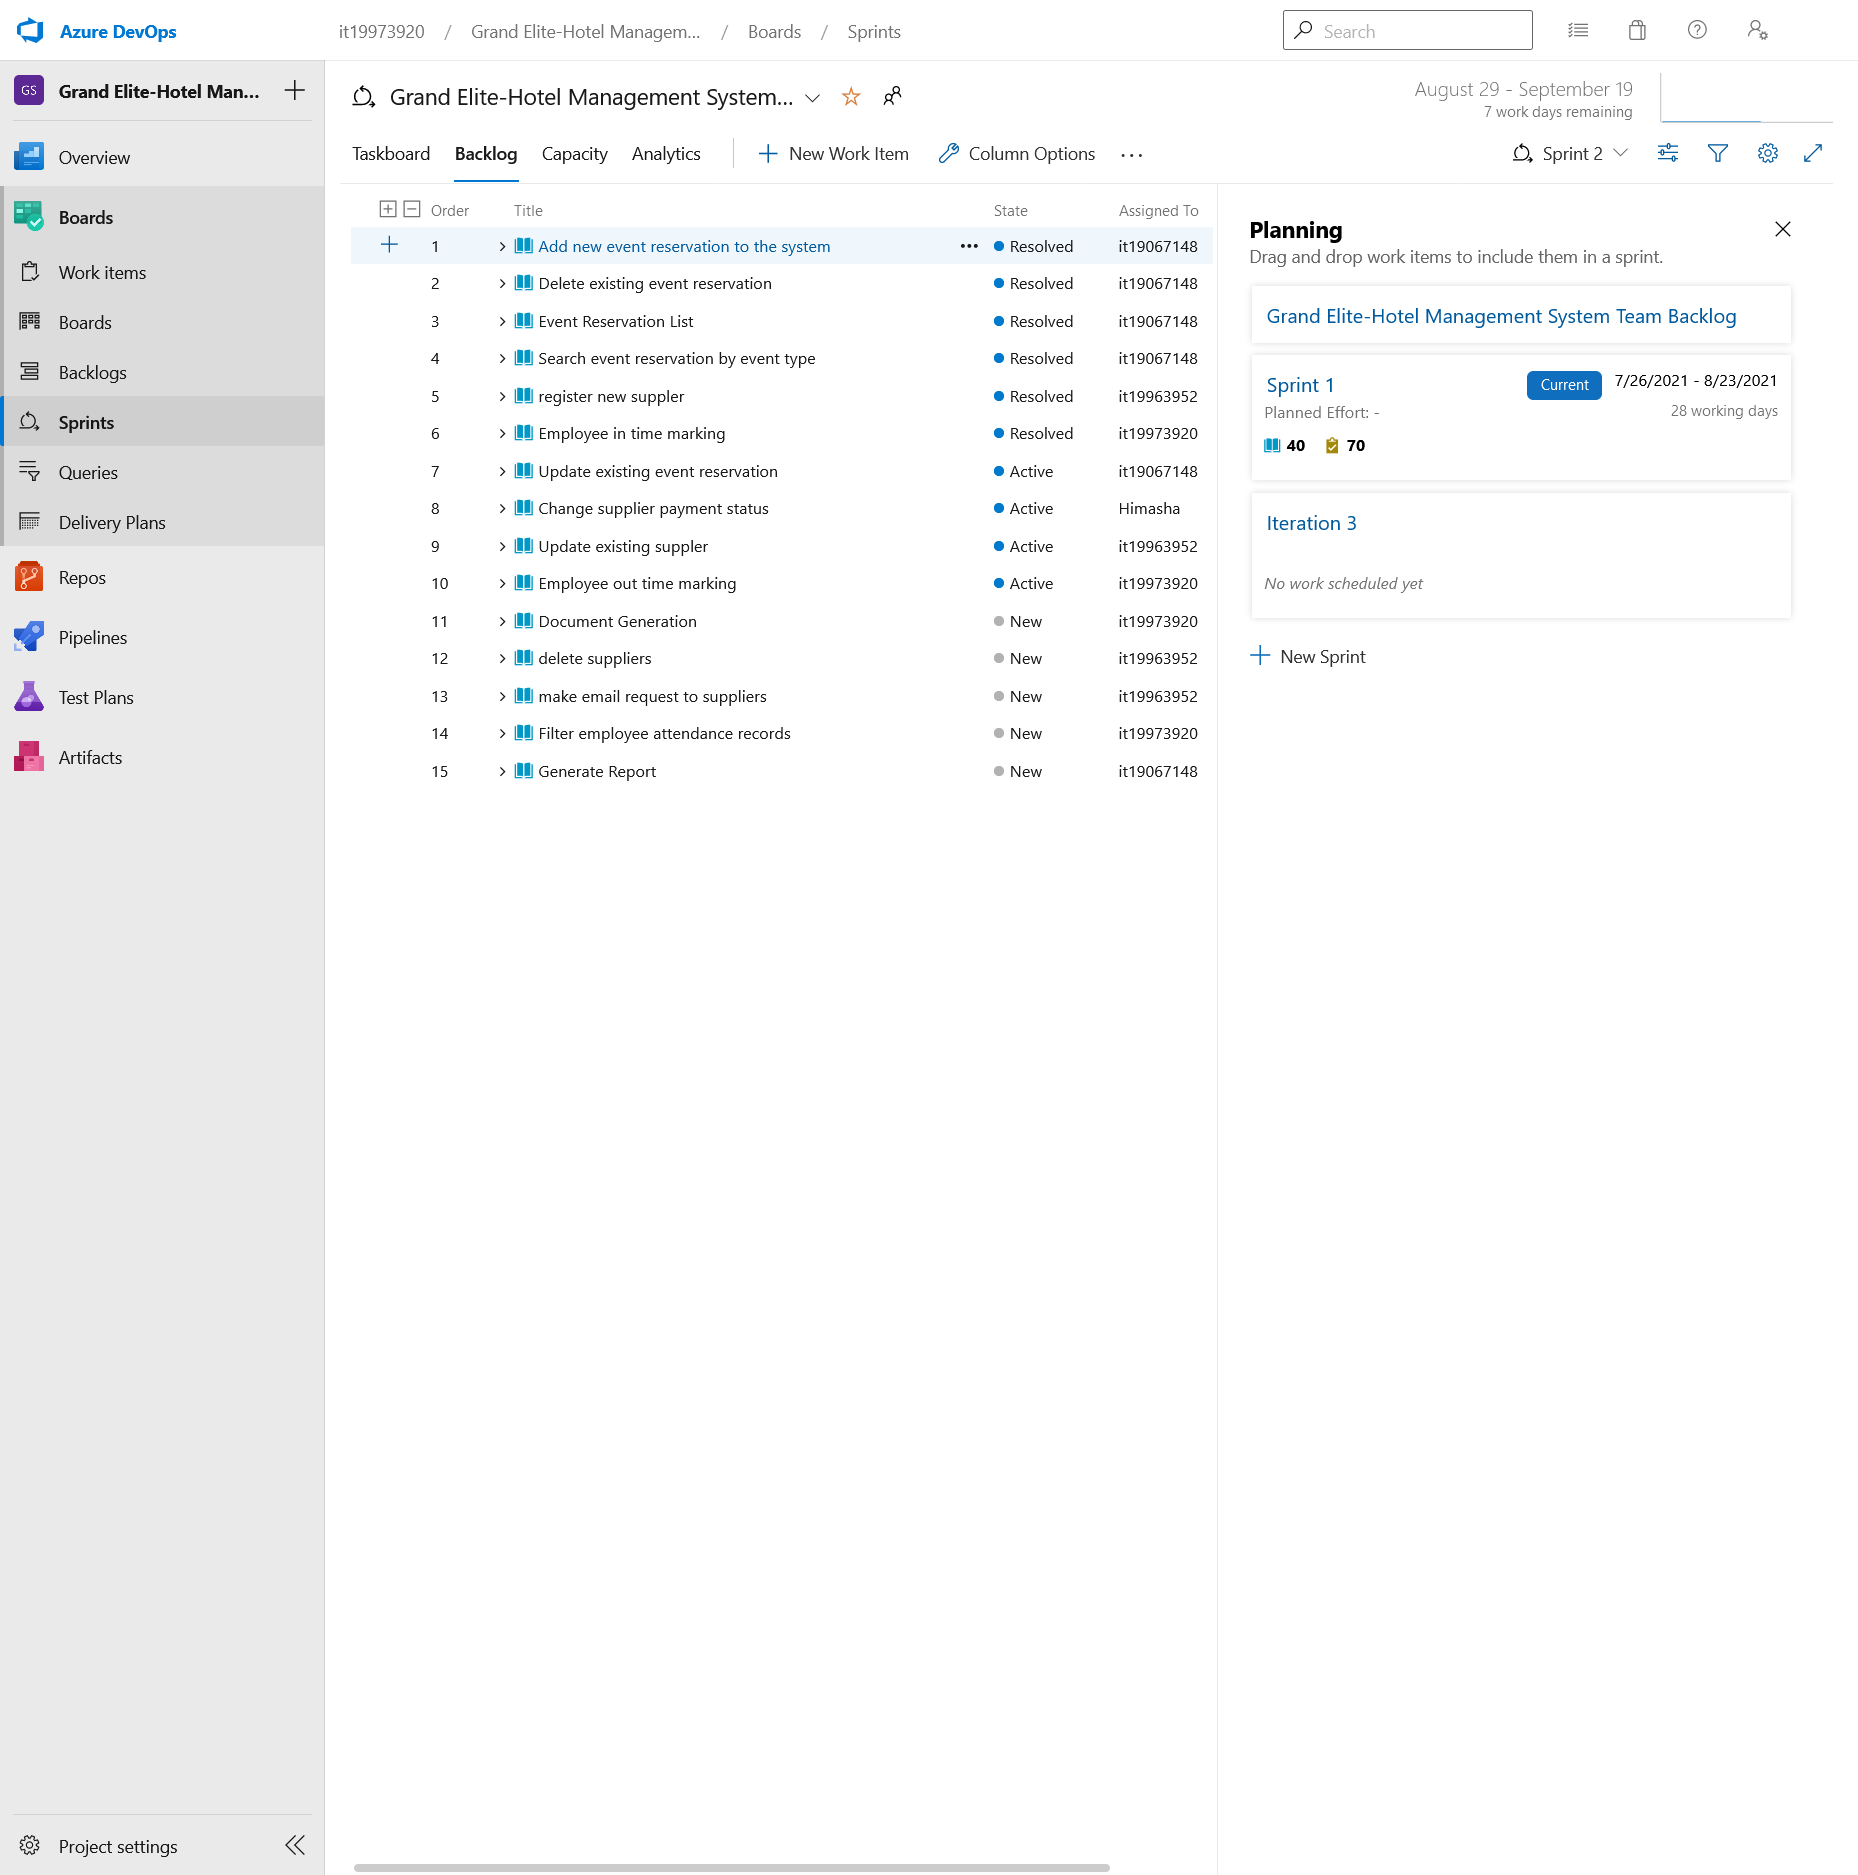 Azure DevOps
it19973920 / Grand Elite-Hotel Managem... / Boards / Sprints
Search
GS Grand Elite-Hotel Man...
Overview
Boards
Work items
Boards
Backlogs
Sprints
Queries
Delivery Plans
Repos
Pipelines
Test Plans
Artifacts
Project settings
Grand Elite-Hotel Management System...
August 29 - September 19
7 work days remaining
Taskboard Backlog Capacity Analytics New Work Item Column Options
Sprint 2
Order Title State Assigned To
1 Add new event reservation to the system Resolved it19067148
2 Delete existing event reservation Resolved it19067148
3 Event Reservation List Resolved it19067148
4 Search event reservation by event type Resolved it19067148
5 register new suppler Resolved it19963952
6 Employee in time marking Resolved it19973920
7 Update existing event reservation Active it19067148
8 Change supplier payment status Active Himasha
9 Update existing suppler Active it19963952
10 Employee out time marking Active it19973920
11 Document Generation New it19973920
12 delete suppliers New it19963952
13 make email request to suppliers New it19963952
14 Filter employee attendance records New it19973920
15 Generate Report New it19067148
Planning
Drag and drop work items to include them in a sprint.
Grand Elite-Hotel Management System Team Backlog
Sprint 1 Current 7/26/2021 - 8/23/2021
Planned Effort: - 28 working days
40 70
Iteration 3
No work scheduled yet
New Sprint